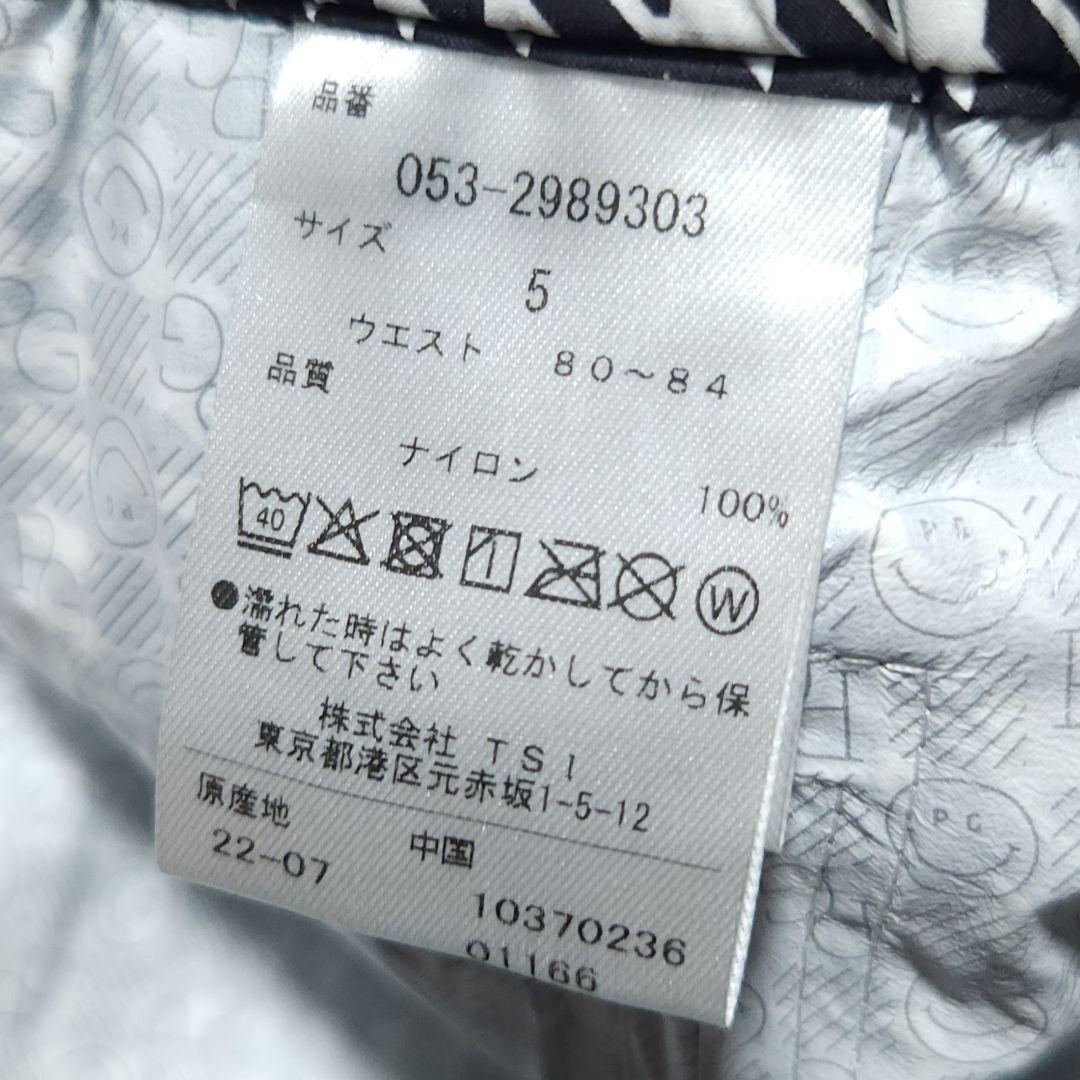 品番
053-2989303
サイズ
5
ウエスト 80~84
品質
ナイロン 100%
40 W
●濡れた時はよく乾かしてから保
管して下さい
株式会社 TSI
東京都港区元赤坂1-5-12
原産地 中国
22-07
10370236
01166
PC